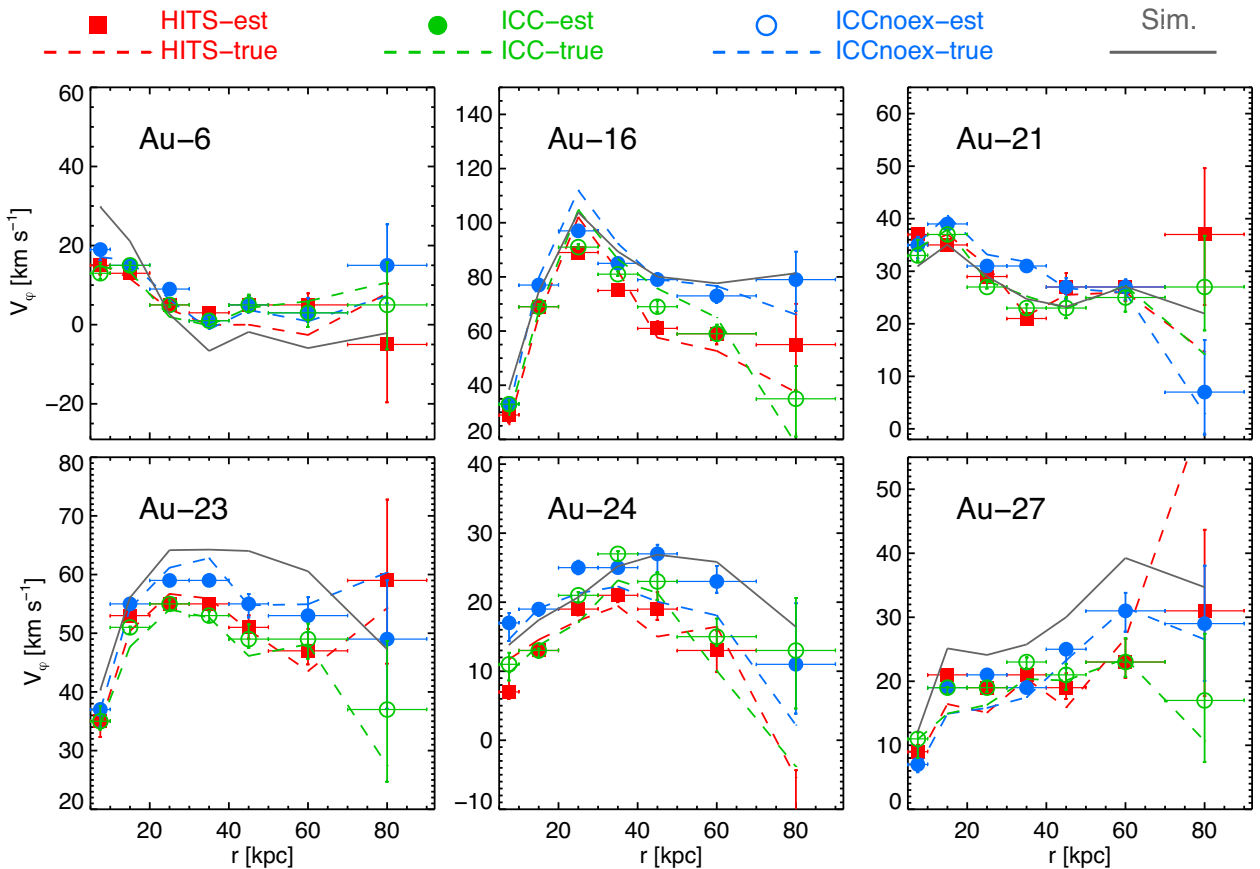 HITS−est ICC−est ICCnoex−est Sim.
HITS−true ICC−true ICCnoex−true
60 40 20 0 −20
Vφ [km s⁻¹]
Au−6
140 120 100 80 60 40 20
Au−16
60 50 40 30 20 10 0
Au−21
80 70 60 50 40 30 20
Vφ [km s⁻¹]
Au−23
40 30 20 10 0 −10
Au−24
50 40 30 20 10 0
Au−27
20 40 60 80
r [kpc]
20 40 60 80
r [kpc]
20 40 60 80
r [kpc]